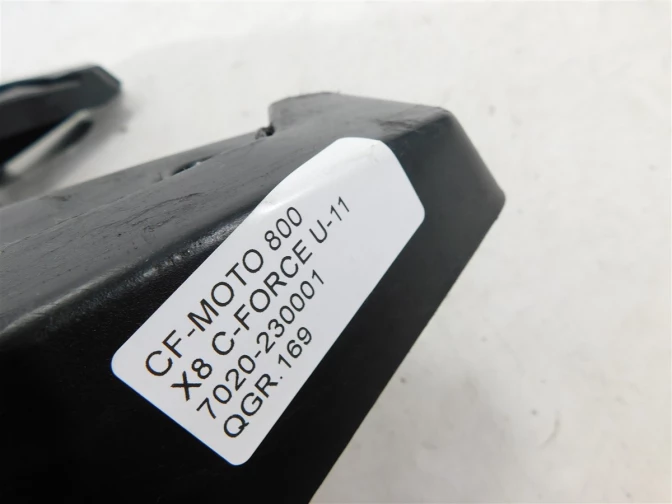 CF-MOTO 800
X8 C-FORCE U-11
7020-230001
QGR.169